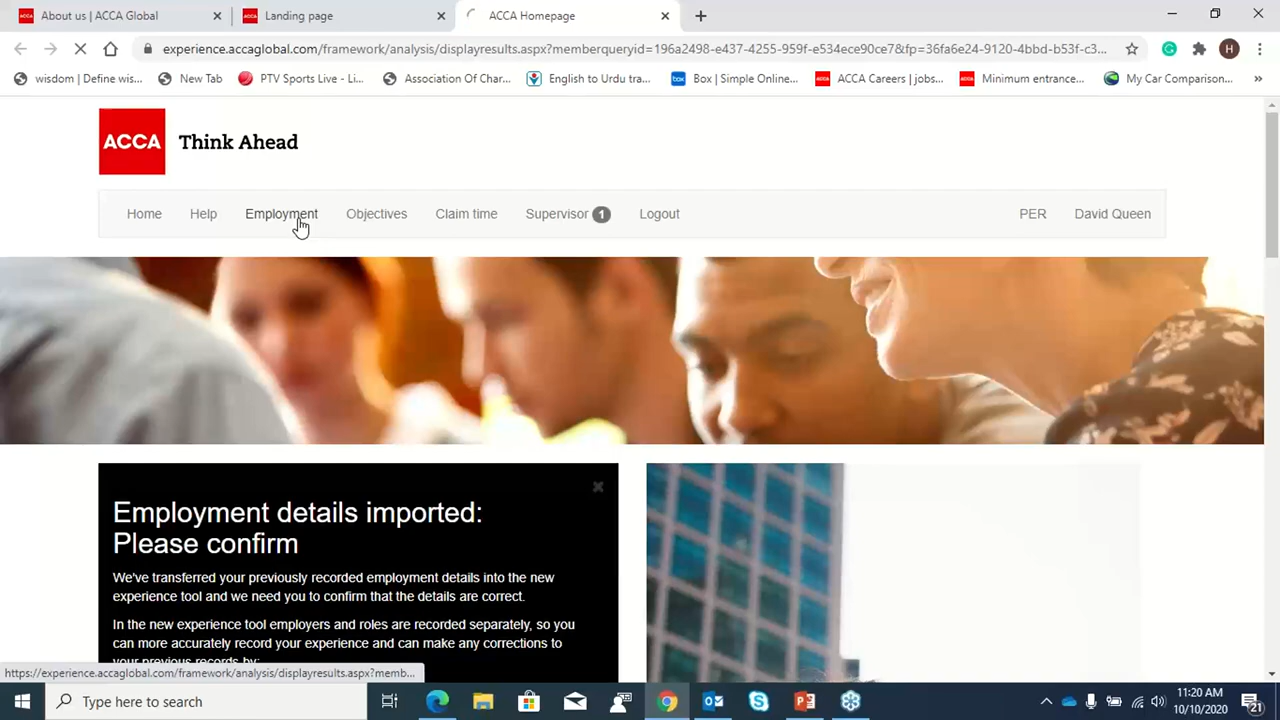 About us | ACCA Global
Landing page
ACCA Homepage
experience.accaglobal.com/framework/analysis/displayresults.aspx?memberqueryid=196a2498-e437-4255-959f-e534ece90ce7&fp=36fa6e24-9120-4bbd-b53f-c3...
H
wisdom | Define wis...
New Tab
PTV Sports Live - Li...
Association Of Char...
English to Urdu tra...
box
Box | Simple Online...
ACCA Careers | jobs...
Minimum entrance...
My Car Comparison...
»
ACCA
Think Ahead
Home
Help
Employment
Objectives
Claim time
Supervisor 1
Logout
PER
David Queen
Employment details imported:
Please confirm
We've transferred your previously recorded employment details into the new
experience tool and we need you to confirm that the details are correct.
In the new experience tool employers and roles are recorded separately, so you
can more accurately record your experience and can make any corrections to
your previous records by:
https://experience.accaglobal.com/framework/analysis/displayresults.aspx?memb...
Type here to search
11:20 AM
10/10/2020
21